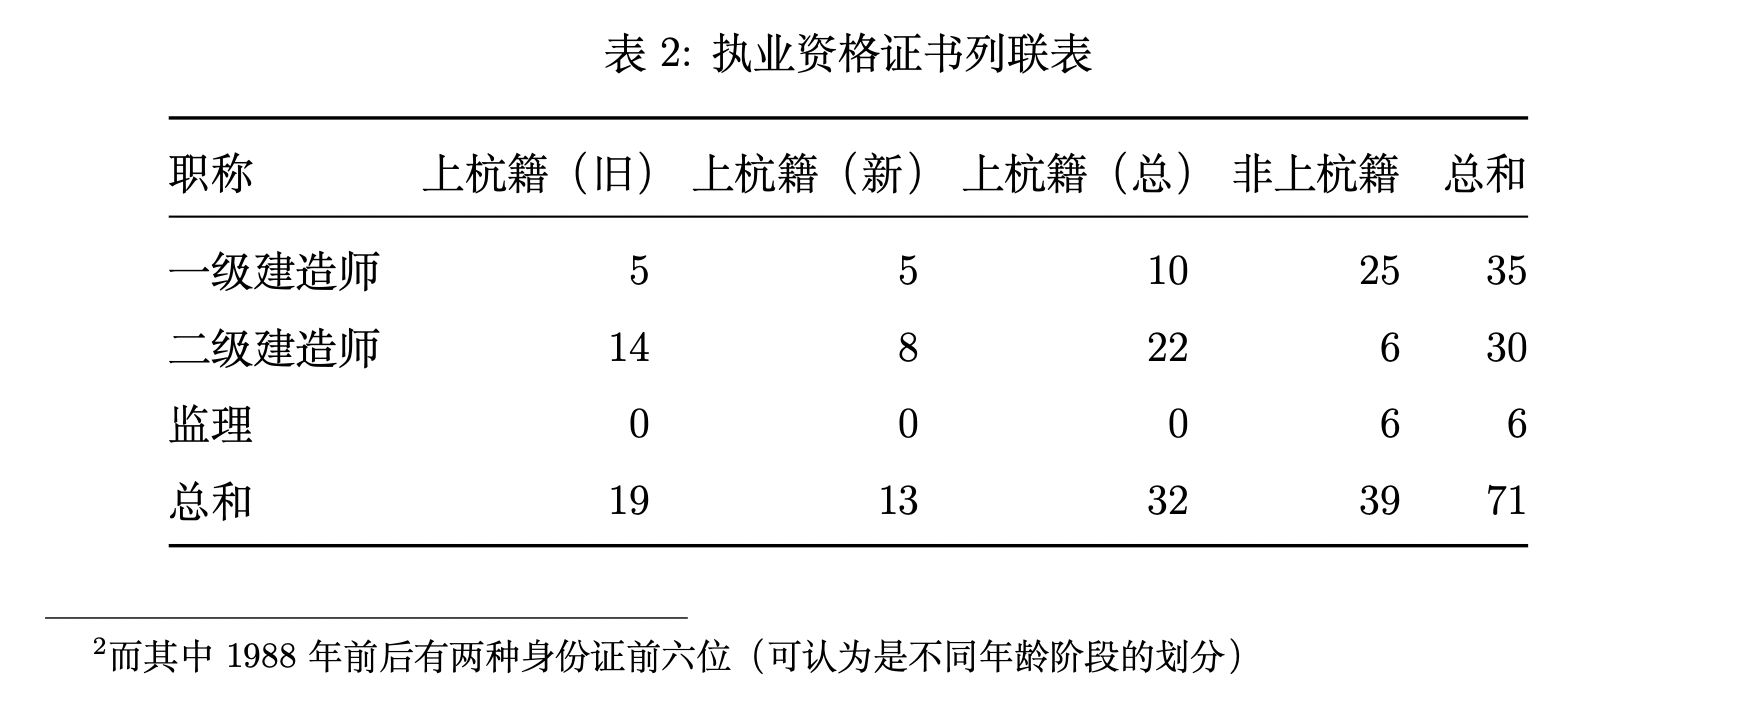 表 2: 执业资格证书列联表
职称 上杭籍（旧） 上杭籍（新） 上杭籍（总） 非上杭籍 总和
一级建造师 5 5 10 25 35
二级建造师 14 8 22 6 30
监理 0 0 0 6 6
总和 19 13 32 39 71
2而其中 1988 年前后有两种身份证前六位（可认为是不同年龄阶段的划分）